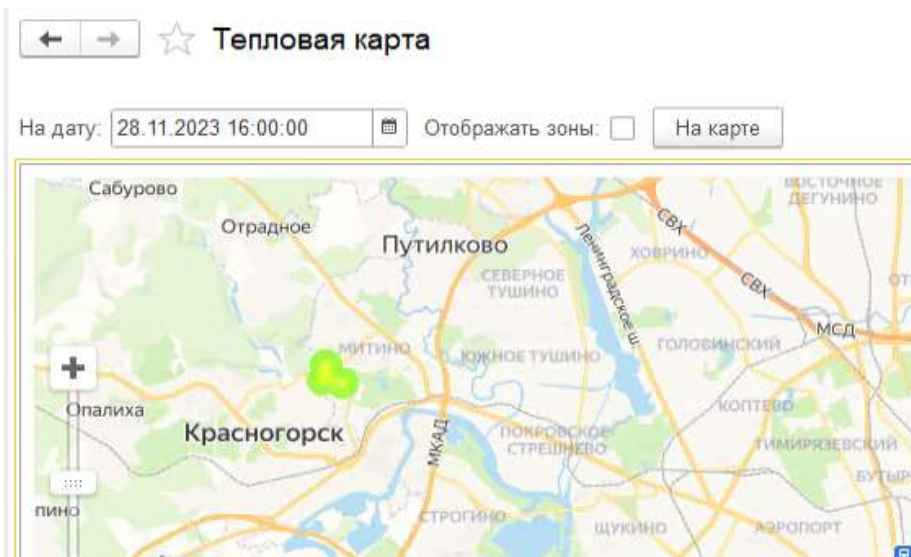 Тепловая карта
На дату: 28.11.2023 16:00:00 Отображать зоны: На карте
Сабурово
ВОСТОЧНОЕ
ДЕГУНИНО
Отрадное
СВХ
Путилково
Ленинградское ш.
ХОВРИНО
СЕВЕРНОЕ
ТУШИНО
СВХ
МСД
МИТИНО
ЮЖНОЕ ТУШИНО
ГОЛОВИНСКИЙ
Опалиха
КОПТЕВО
Красногорск
МКАД
ПОКРОВСКОЕ
СТРЕШНЕВО
ТИМИРЯЗЕВСКИЙ
БУТЫР
ПИНО
СТРОГИНО
ЩУКИНО
АЭРОПОРТ